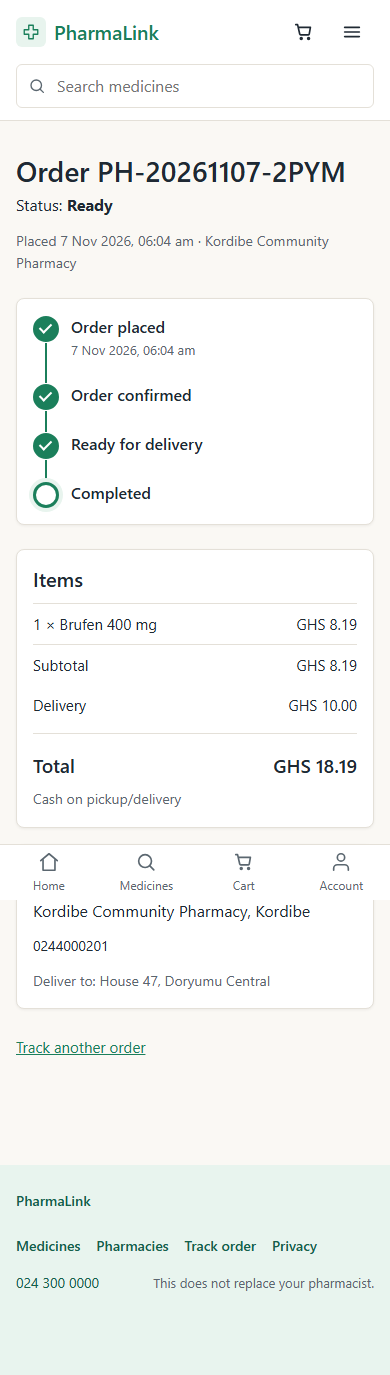 PharmaLink
Search medicines
Order PH-20261107-2PYM
Status: Ready
Placed 7 Nov 2026, 06:04 am · Kordibe Community
Pharmacy
Order placed
7 Nov 2026, 06:04 am
Order confirmed
Ready for delivery
Completed
Items
1 × Brufen 400 mg GHS 8.19
Subtotal GHS 8.19
Delivery GHS 10.00
Total GHS 18.19
Cash on pickup/delivery
Home Medicines Cart Account
Kordibe Community Pharmacy, Kordibe
0244000201
Deliver to: House 47, Doryumu Central
Track another order
PharmaLink
Medicines Pharmacies Track order Privacy
024 300 0000 This does not replace your pharmacist.